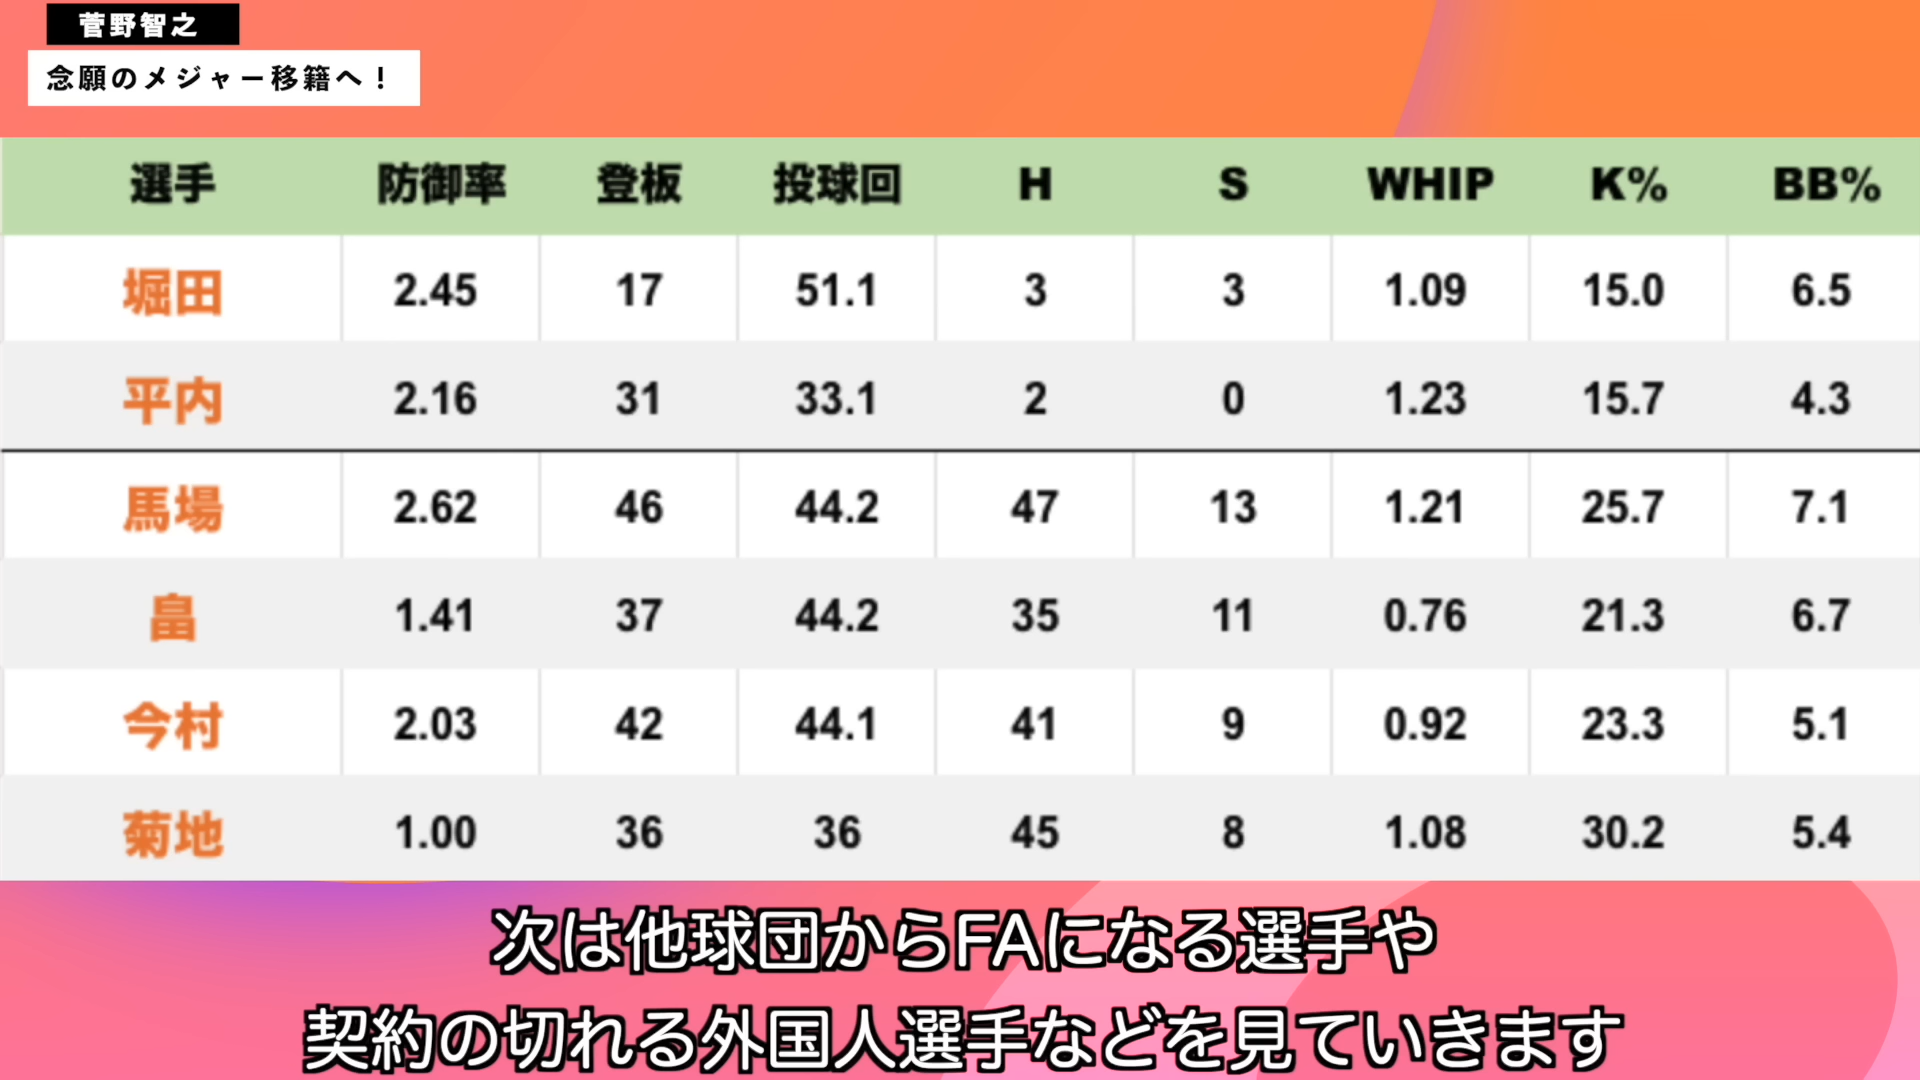 菅野智之
念願のメジャー移籍へ！
選手 防御率 登板 投球回 H S WHIP K% BB%
堀田 2.45 17 51.1 3 3 1.09 15.0 6.5
平内 2.16 31 33.1 2 0 1.23 15.7 4.3
馬場 2.62 46 44.2 47 13 1.21 25.7 7.1
畠 1.41 37 44.2 35 11 0.76 21.3 6.7
今村 2.03 42 44.1 41 9 0.92 23.3 5.1
菊地 1.00 36 36 45 8 1.08 30.2 5.4
次は他球団からFAになる選手や
契約の切れる外国人選手などを見ていきます